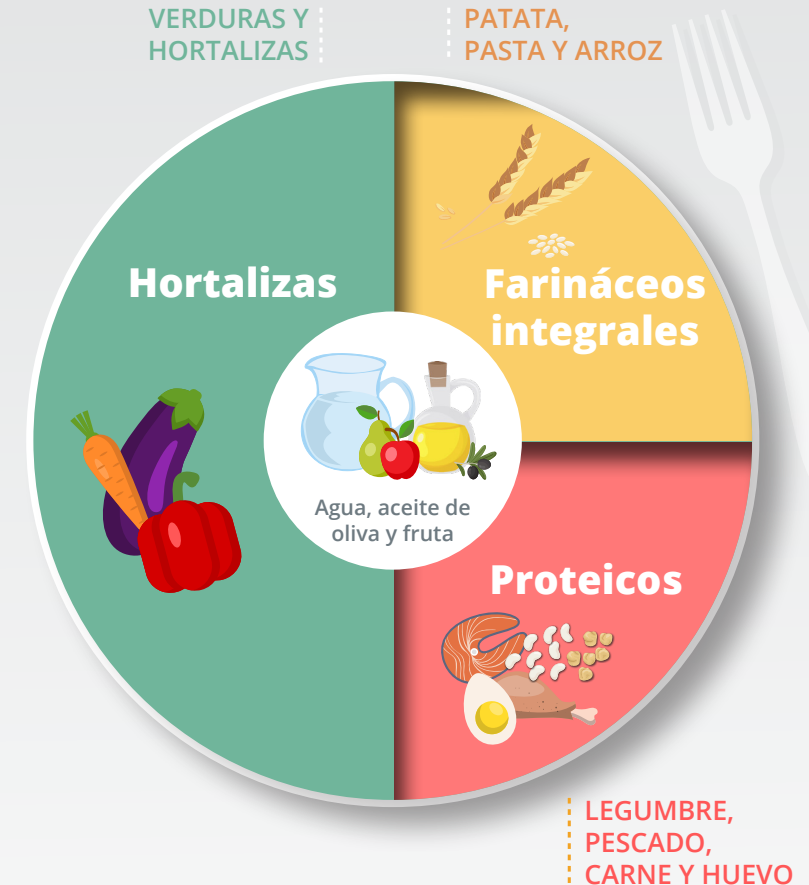 VERDURAS Y
HORTALIZAS
PATATA,
PASTA Y ARROZ
Hortalizas
Farináceos
integrales
Agua, aceite de
oliva y fruta
Proteicos
LEGUMBRE,
PESCADO,
CARNE Y HUEVO